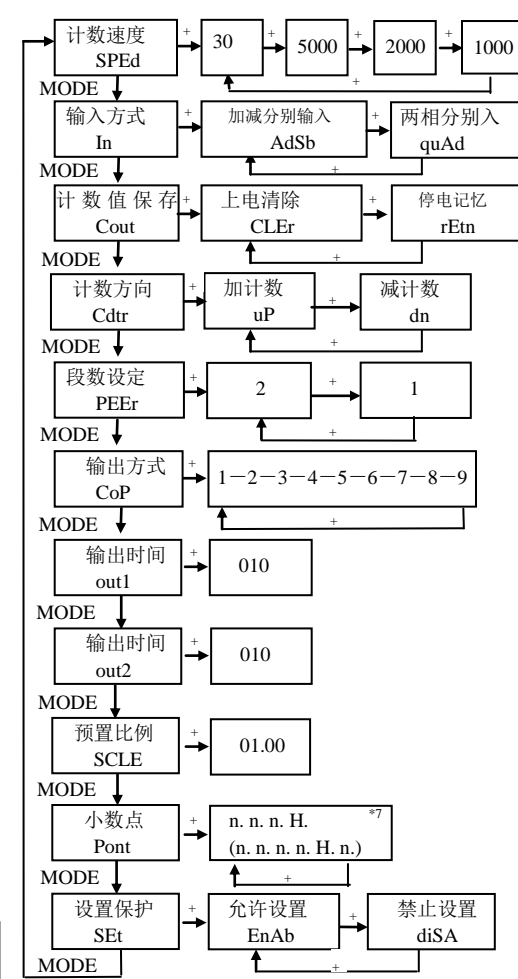 计数速度
SPEd
+
30
+
5000
+
2000
+
1000
+
MODE
输入方式
In
+
加减分别输入
AdSb
+
两相分别入
quAd
+
MODE
计数值保存
Cout
+
上电清除
CLEr
+
停电记忆
rEtn
+
MODE
计数方向
Cdtr
+
加计数
uP
+
减计数
dn
+
MODE
段数设定
PEEr
+
2
+
1
+
MODE
输出方式
CoP
+
1－2－3－4－5－6－7－8－9
+
MODE
输出时间
out1
+
010
MODE
输出时间
out2
+
010
MODE
预置比例
SCLE
+
01.00
MODE
小数点
Pont
+
n. n. n. H. *7
(n. n. n. n. H. n.)
+
MODE
设置保护
SEt
+
允许设置
EnAb
+
禁止设置
diSA
+
MODE